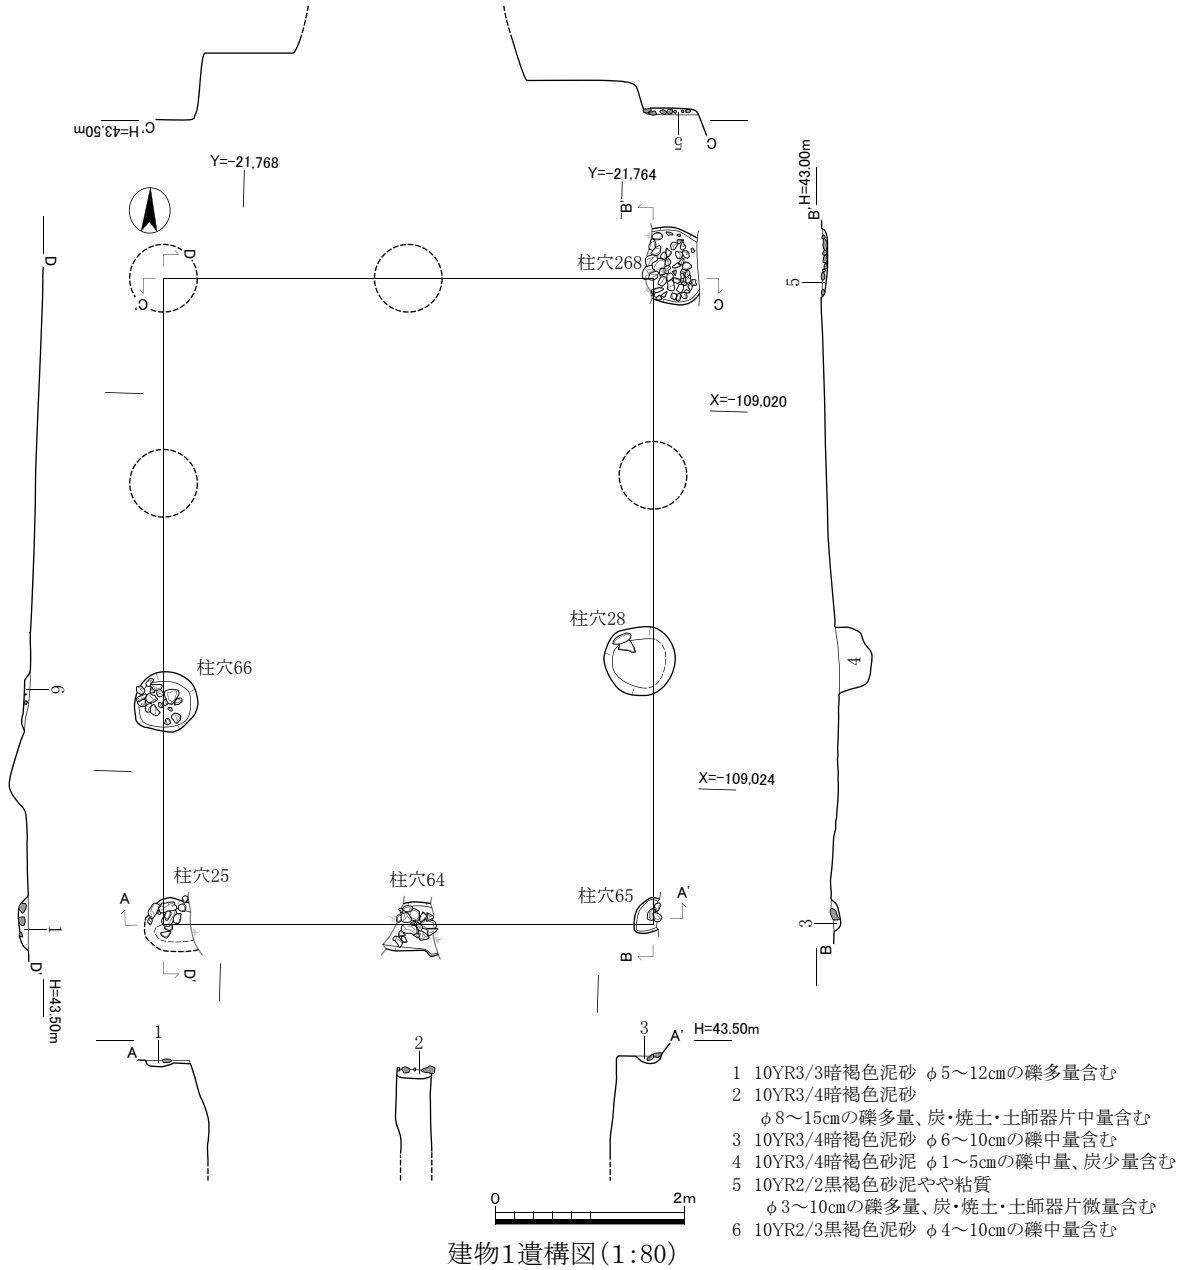 C'
H=43.50m
5
C
Y=-21,768
Y=-21,764
H=43.00m
B'
B'
D
D
柱穴268
5
C'
C
X=-109,020
柱穴28
4
柱穴66
6
X=-109,024
柱穴25
柱穴64
柱穴65
A
A'
1
3
B
B
D'
D'
H=43.50m
1
2
3
A
A'
H=43.50m
1 10YR3/3暗褐色泥砂 φ5～12㎝の礫多量含む
2 10YR3/4暗褐色泥砂
φ8～15㎝の礫多量、炭・焼土・土師器片中量含む
3 10YR3/4暗褐色泥砂 φ6～10㎝の礫中量含む
4 10YR3/4暗褐色砂泥 φ1～5㎝の礫中量、炭少量含む
5 10YR2/2黒褐色砂泥やや粘質
φ3～10㎝の礫多量、炭・焼土・土師器片微量含む
6 10YR2/3黒褐色泥砂 φ4～10㎝の礫中量含む
0 2m
建物1遺構図(1:80)